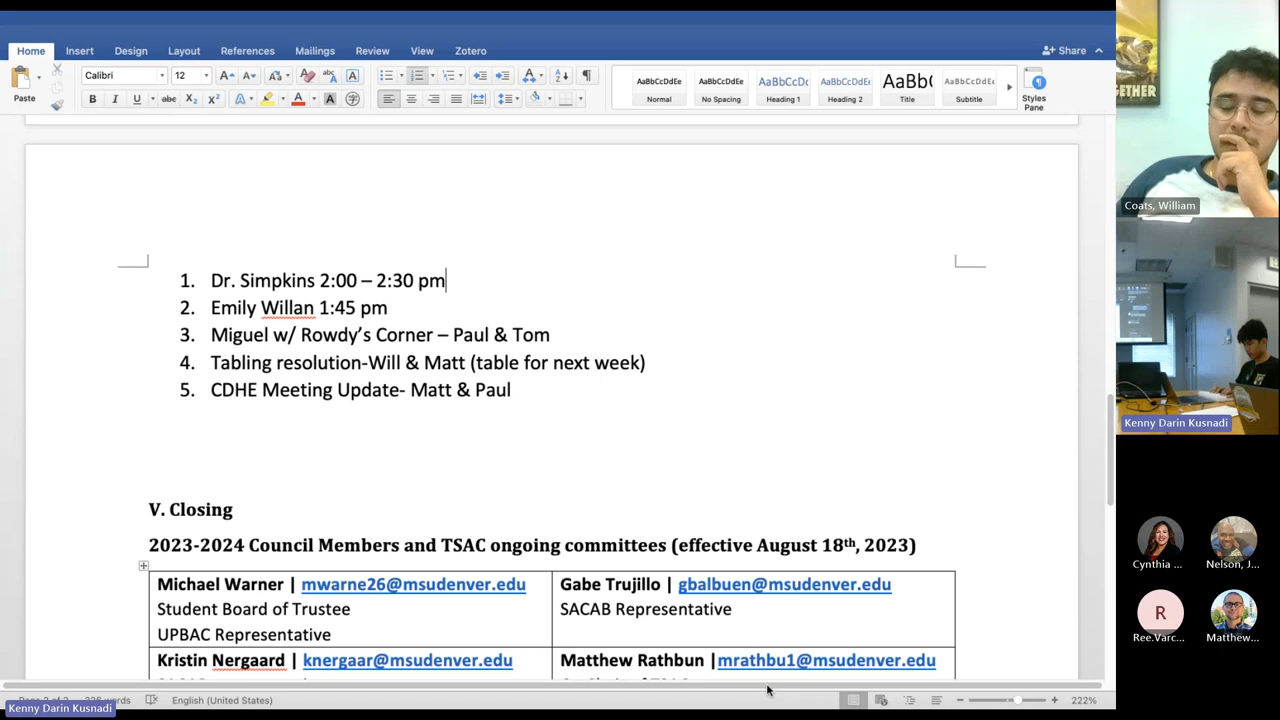 Home Insert Design Layout References Mailings Review View Zotero Share
Paste Calibri 12
AaBbCcDdEe AaBbCcDdEe AaBbCcDc AaBbCcDdEe AaBb( AaBbCcDdEe
Normal No Spacing Heading 1 Heading 2 Title Subtitle Styles Pane
1. Dr. Simpkins 2:00 – 2:30 pm
2. Emily Willan 1:45 pm
3. Miguel w/ Rowdy’s Corner – Paul & Tom
4. Tabling resolution-Will & Matt (table for next week)
5. CDHE Meeting Update- Matt & Paul
V. Closing
2023-2024 Council Members and TSAC ongoing committees (effective August 18th, 2023)
Michael Warner | mwarne26@msudenver.edu
Student Board of Trustee
UPBAC Representative
Gabe Trujillo | gbalbuen@msudenver.edu
SACAB Representative
Kristin Nergaard | knergaar@msudenver.edu
Matthew Rathbun |mrathbu1@msudenver.edu
English (United States)
222%
Kenny Darin Kusnadi
ETHER
Coats, William
Kenny Darin Kusnadi
Cynthia ...
Nelson, J...
R
Ree.Varc...
Matthew...